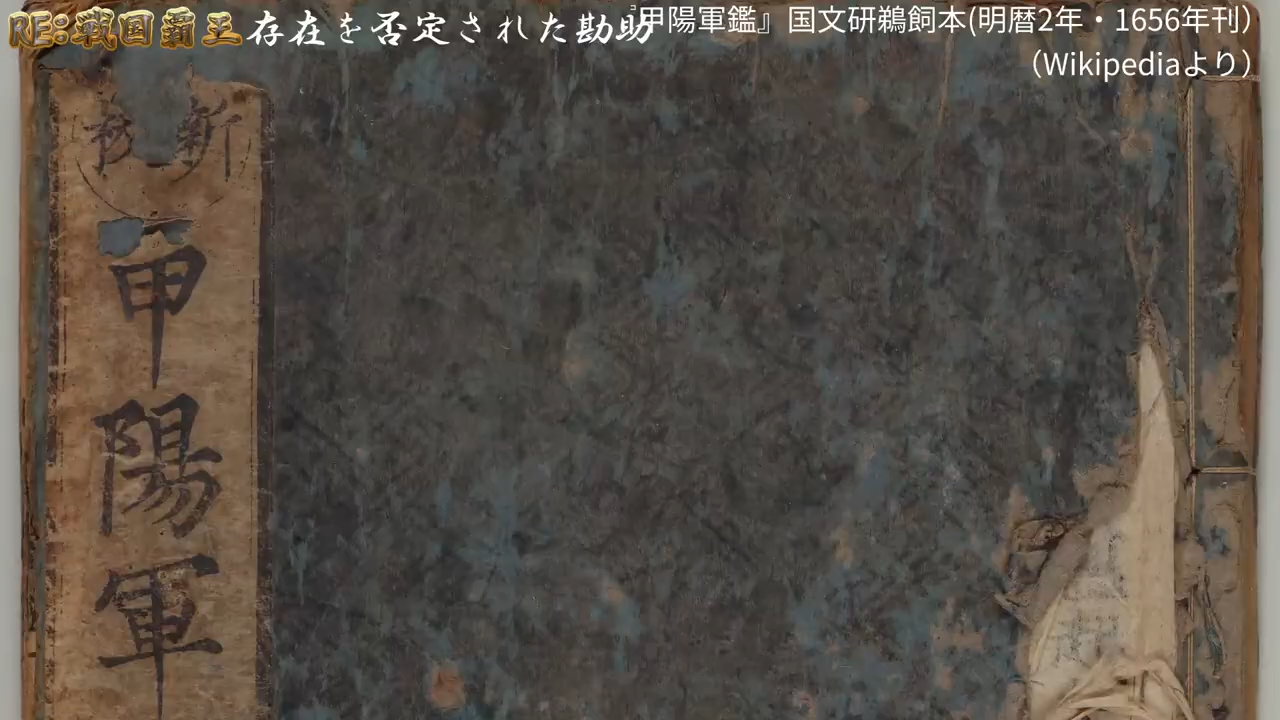 RE:戦国覇王 存在を否定された勘助
『甲陽軍鑑』国文研鵜飼本(明暦2年・1656年刊)
(Wikipediaより)
新
甲陽軍